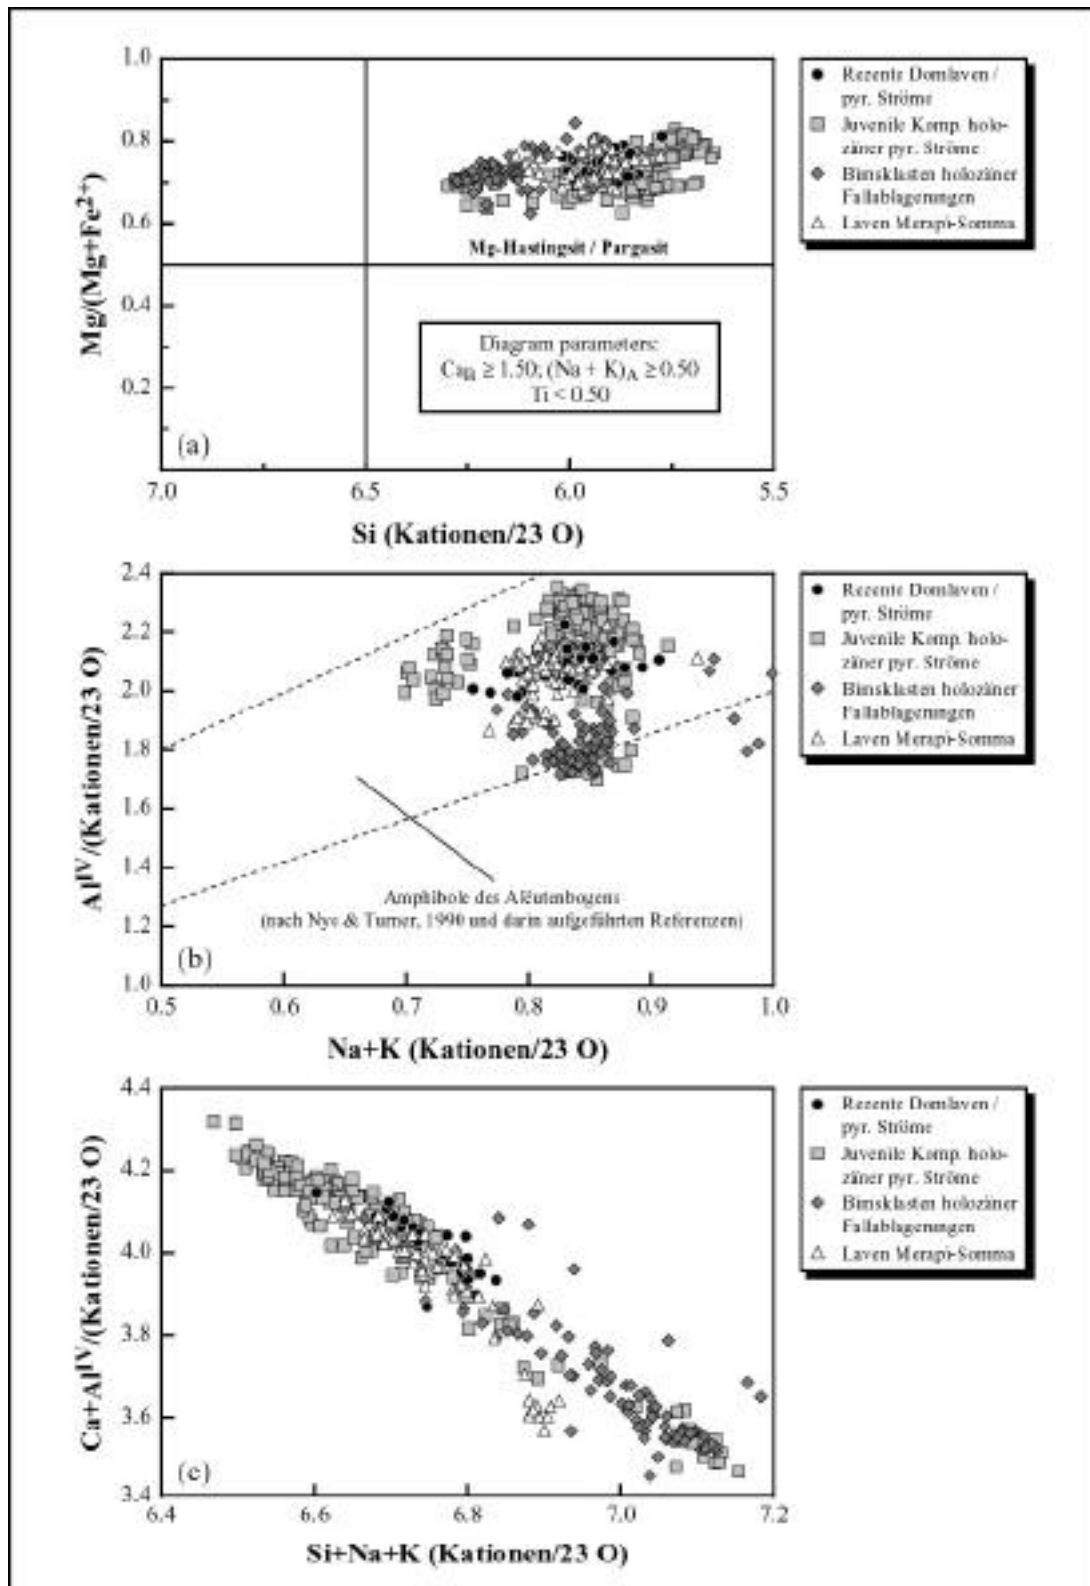 1.0
0.8
0.6
0.4
0.2
Mg/(Mg+Fe2+)
Mg-Hastingsit / Pargasit
Diagram parameters:
CaB ≥ 1.50; (Na + K)A ≥ 0.50
Ti < 0.50
(a)
7.0
6.5
6.0
5.5
Si (Kationen/23 O)
Rezente Domlaven /
pyr. Ströme
Juvenile Komp. holo-
zäner pyr. Ströme
Bimsklasten holozäner
Fallablagerungen
Laven Merapi-Somma
2.4
2.2
2.0
1.8
1.6
1.4
1.2
1.0
AlIV/(Kationen/23 O)
Amphibole des Alëutenbogens
(nach Nye & Turner, 1990 und darin aufgeführten Referenzen)
(b)
0.5
0.6
0.7
0.8
0.9
1.0
Na+K (Kationen/23 O)
Rezente Domlaven /
pyr. Ströme
Juvenile Komp. holo-
zäner pyr. Ströme
Bimsklasten holozäner
Fallablagerungen
Laven Merapi-Somma
4.4
4.2
4.0
3.8
3.6
3.4
Ca+AlIV/(Kationen/23 O)
(c)
6.4
6.6
6.8
7.0
7.2
Si+Na+K (Kationen/23 O)
Rezente Domlaven /
pyr. Ströme
Juvenile Komp. holo-
zäner pyr. Ströme
Bimsklasten holozäner
Fallablagerungen
Laven Merapi-Somma